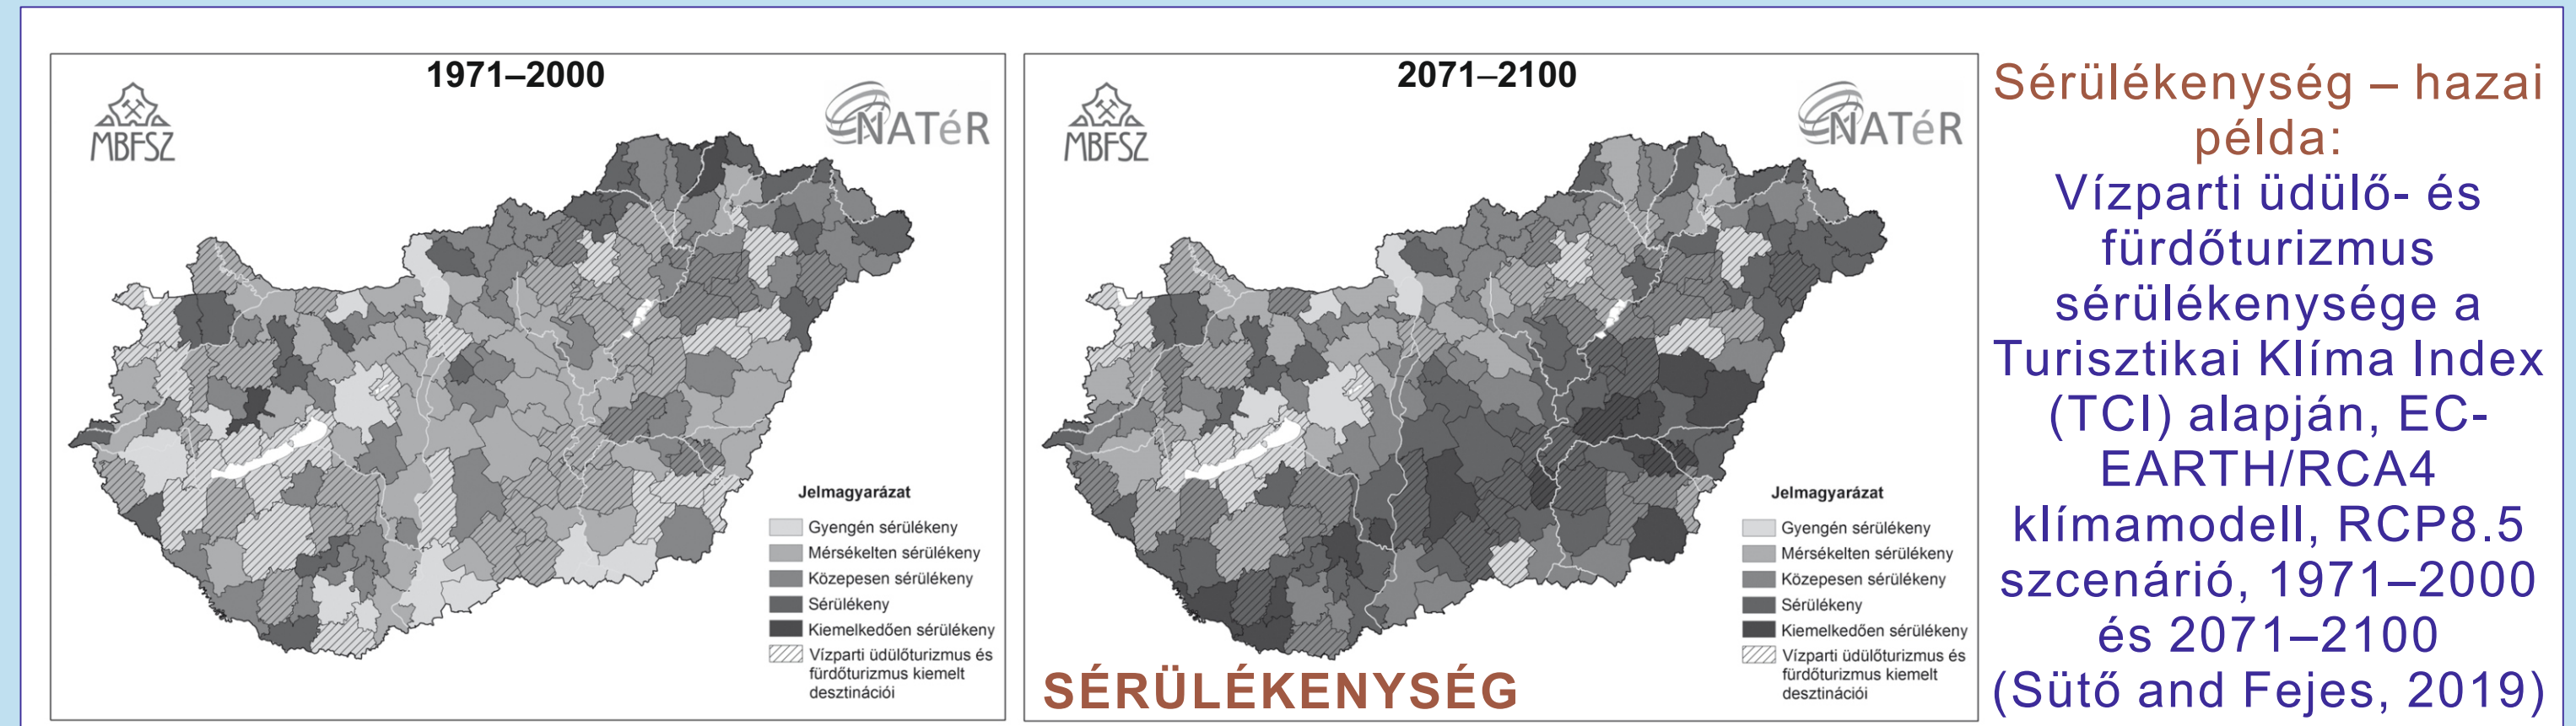 1971–2000
MBFSZ
NATéR
Jelmagyarázat
Gyengén sérülékeny
Mérsékelten sérülékeny
Közepesen sérülékeny
Sérülékeny
Kiemelkedően sérülékeny
Vízparti üdülőturizmus és
fürdőturizmus kiemelt
desztinációi
2071–2100
MBFSZ
NATéR
Jelmagyarázat
Gyengén sérülékeny
Mérsékelten sérülékeny
Közepesen sérülékeny
Sérülékeny
Kiemelkedően sérülékeny
Vízparti üdülőturizmus és
fürdőturizmus kiemelt
desztinációi
SÉRÜLÉKENYSÉG
Sérülékenység – hazai
példa:
Vízparti üdülő- és
fürdőturizmus
sérülékenysége a
Turisztikai Klíma Index
(TCI) alapján, EC-
EARTH/RCA4
klímamodell, RCP8.5
szcenárió, 1971–2000
és 2071–2100
(Sütő and Fejes, 2019)